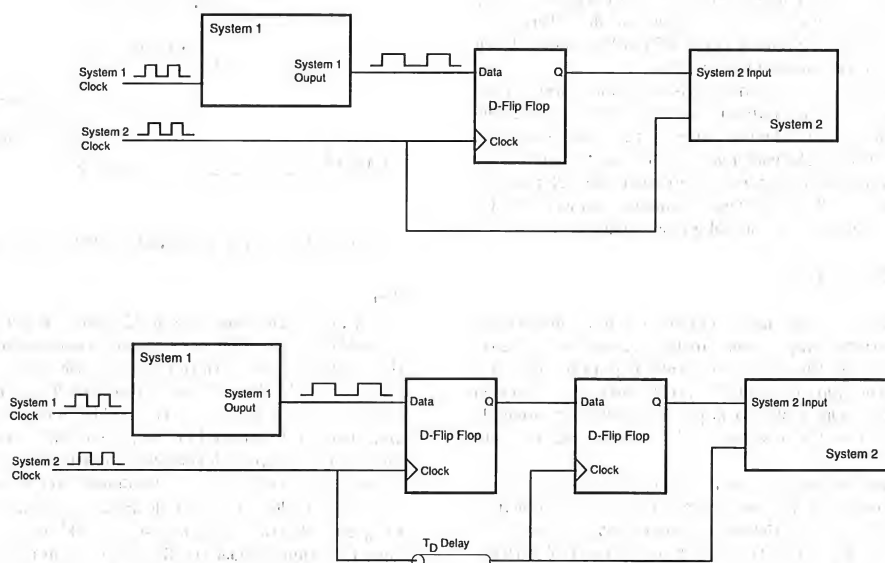 System 1
System 1
Clock
System 1
Ouput
Data
Q
D-Flip Flop
Clock
System 2 Input
System 2
System 2
Clock
System 1
System 1
Clock
System 1
Ouput
Data
Q
D-Flip Flop
Clock
Data
Q
D-Flip Flop
Clock
System 2 Input
System 2
System 2
Clock
TD Delay